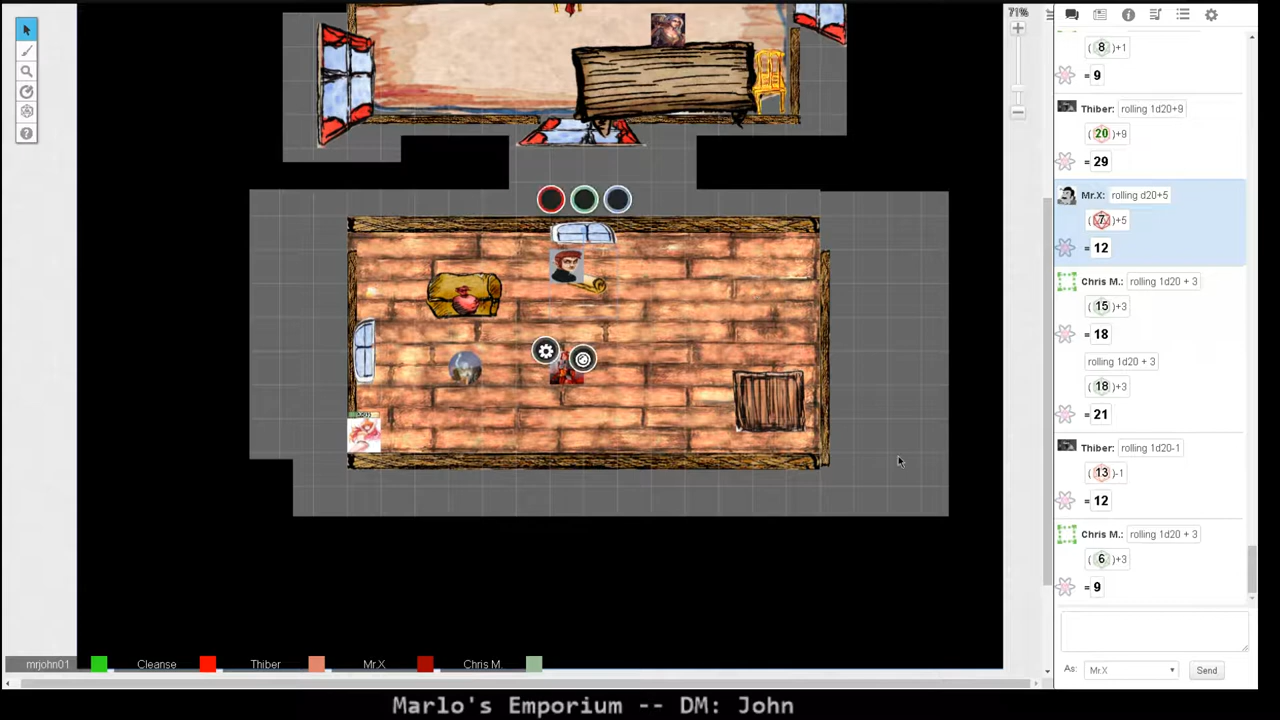 71%
( 8 )+1
= 9
Thiber: rolling 1d20+9
( 20 )+9
= 29
Mr.X: rolling d20+5
( 7 )+5
= 12
Chris M.: rolling 1d20 + 3
( 15 )+3
= 18
rolling 1d20 + 3
( 18 )+3
= 21
Thiber: rolling 1d20-1
( 13 )-1
= 12
Chris M.: rolling 1d20 + 3
( 6 )+3
= 9
As: Mr.X Send
mrjohn01 Cleanse Thiber Mr.X Chris M.
Marlo's Emporium -- DM: John